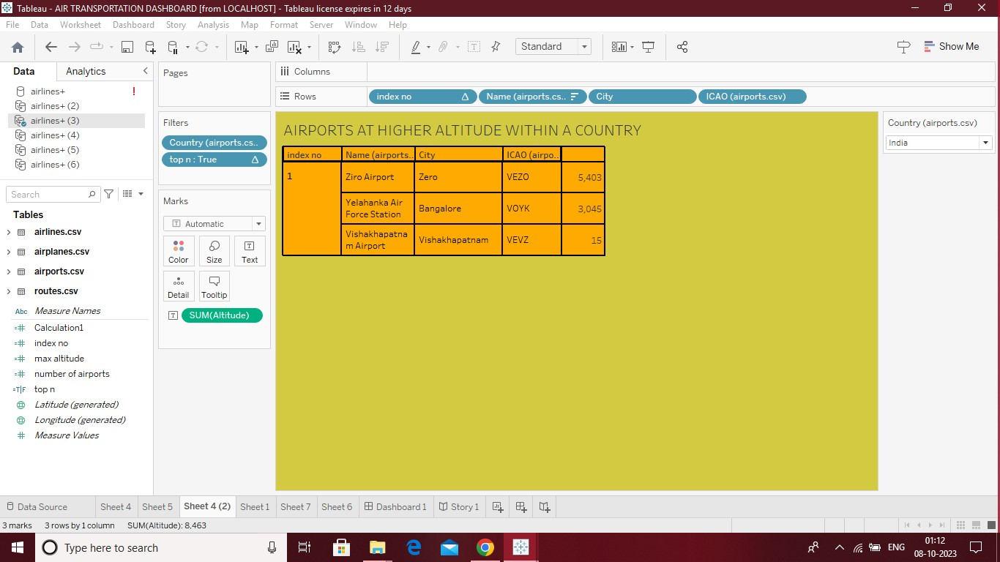 Tableau - AIR TRANSPORTATION DASHBOARD [from LOCALHOST] - Tableau license expires in 12 days
File Data Worksheet Dashboard Story Analysis Map Format Server Window Help
Standard
Show Me
Data Analytics
airlines+
airlines+ (2)
airlines+ (3)
airlines+ (4)
airlines+ (5)
airlines+ (6)
Search
Tables
airlines.csv
airplanes.csv
airports.csv
routes.csv
Abc Measure Names
Calculation1
index no
max altitude
number of airports
T|F top n
Latitude (generated)
Longitude (generated)
Measure Values
Pages
Filters
Country (airports.cs..
top n : True
Marks
Automatic
Color Size Text
Detail Tooltip
SUM(Altitude)
Columns
Rows index no Name (airports.cs.. City ICAO (airports.csv)
AIRPORTS AT HIGHER ALTITUDE WITHIN A COUNTRY
index no Name (airports.. City ICAO (airpo..
1 Ziro Airport Zero VEZO 5,403
Yelahanka Air
Force Station Bangalore VOYK 3,045
Vishakhapatna
m Airport Vishakhapatnam VEVZ 15
Country (airports.csv)
India
Data Source Sheet 4 Sheet 5 Sheet 4 (2) Sheet 1 Sheet 7 Sheet 6 Dashboard 1 Story 1
3 marks 3 rows by 1 column SUM(Altitude): 8,463
Type here to search
ENG
01:12
08-10-2023